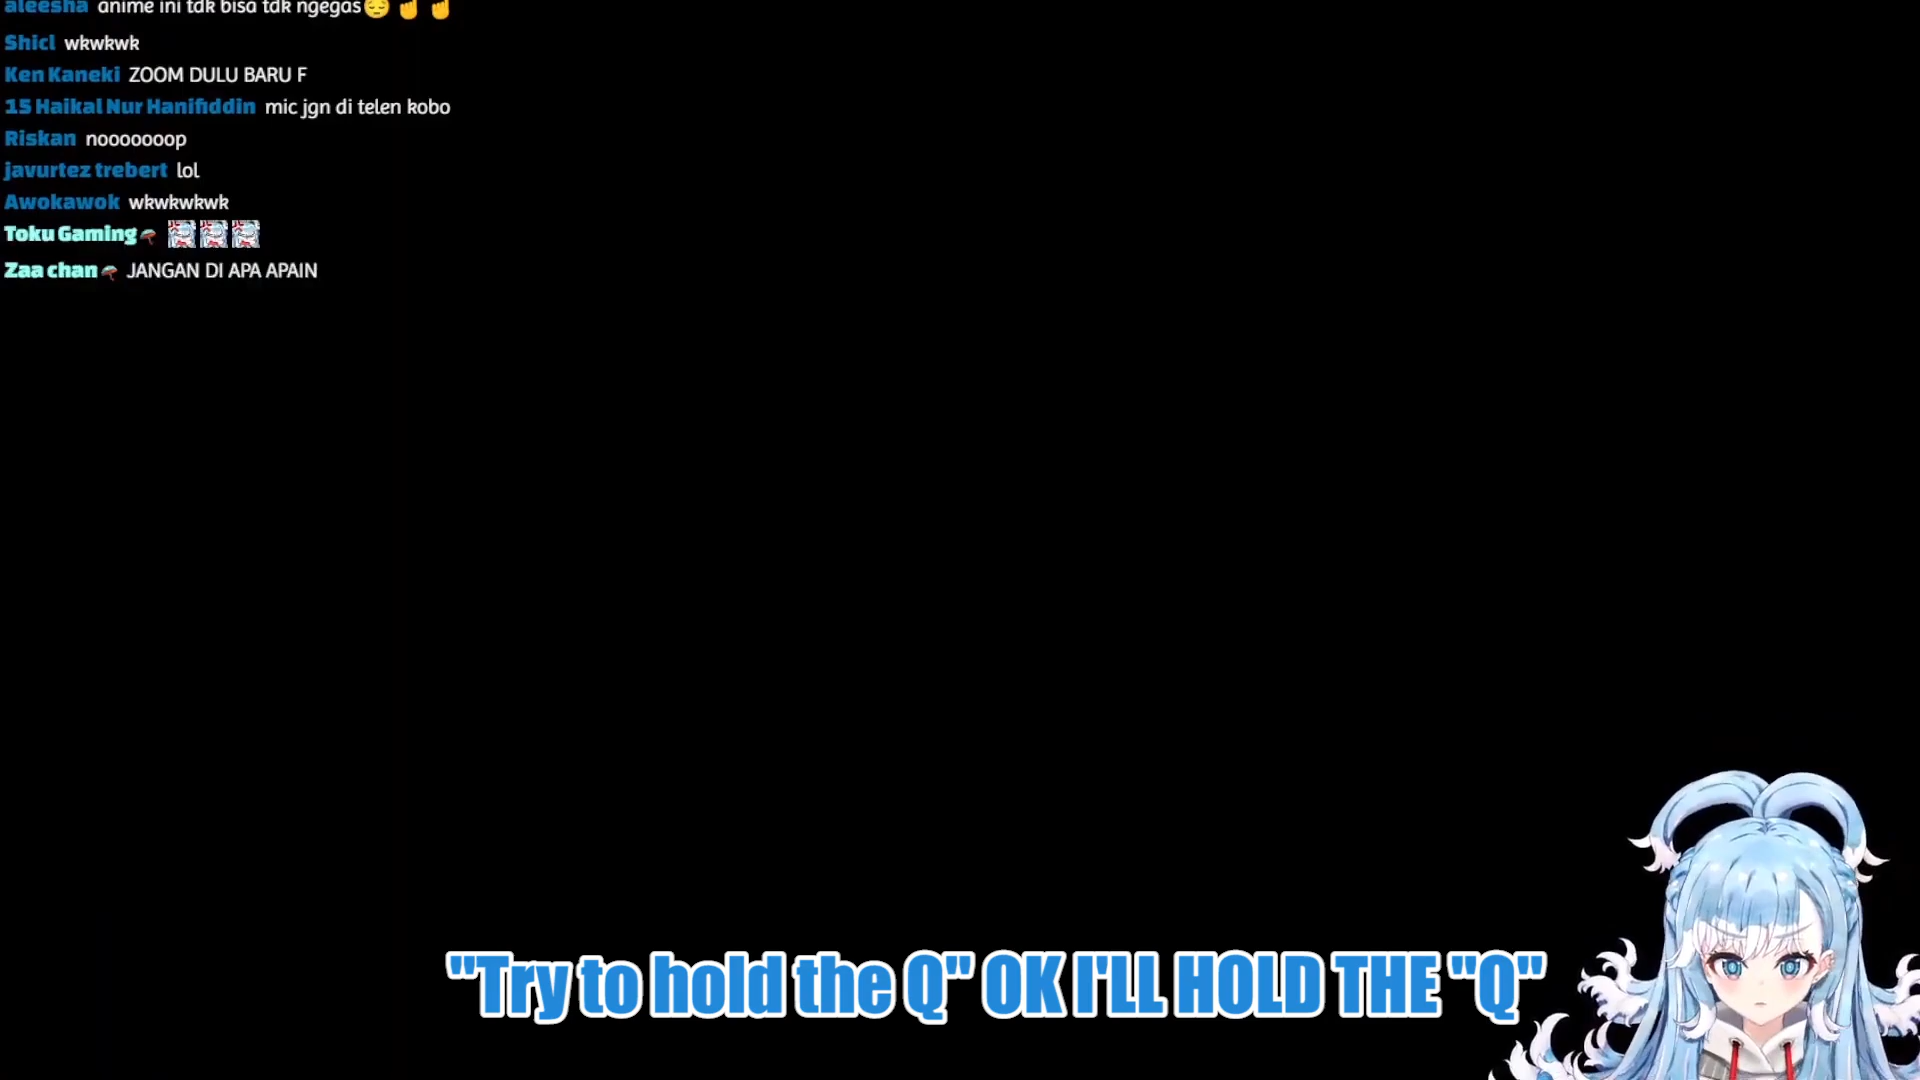 aleesha anime ini tdk bisa tdk ngegas😔☝️☝️
Shicl wkwkwk
Ken Kaneki ZOOM DULU BARU F
15 Haikal Nur Hanifiddin mic jgn di telen kobo
Riskan nooooooop
javurtez trebert lol
Awokawok wkwkwkwk
Toku Gaming
Zaa chan JANGAN DI APA APAIN
"Try to hold the Q" OK I'LL HOLD THE "Q"